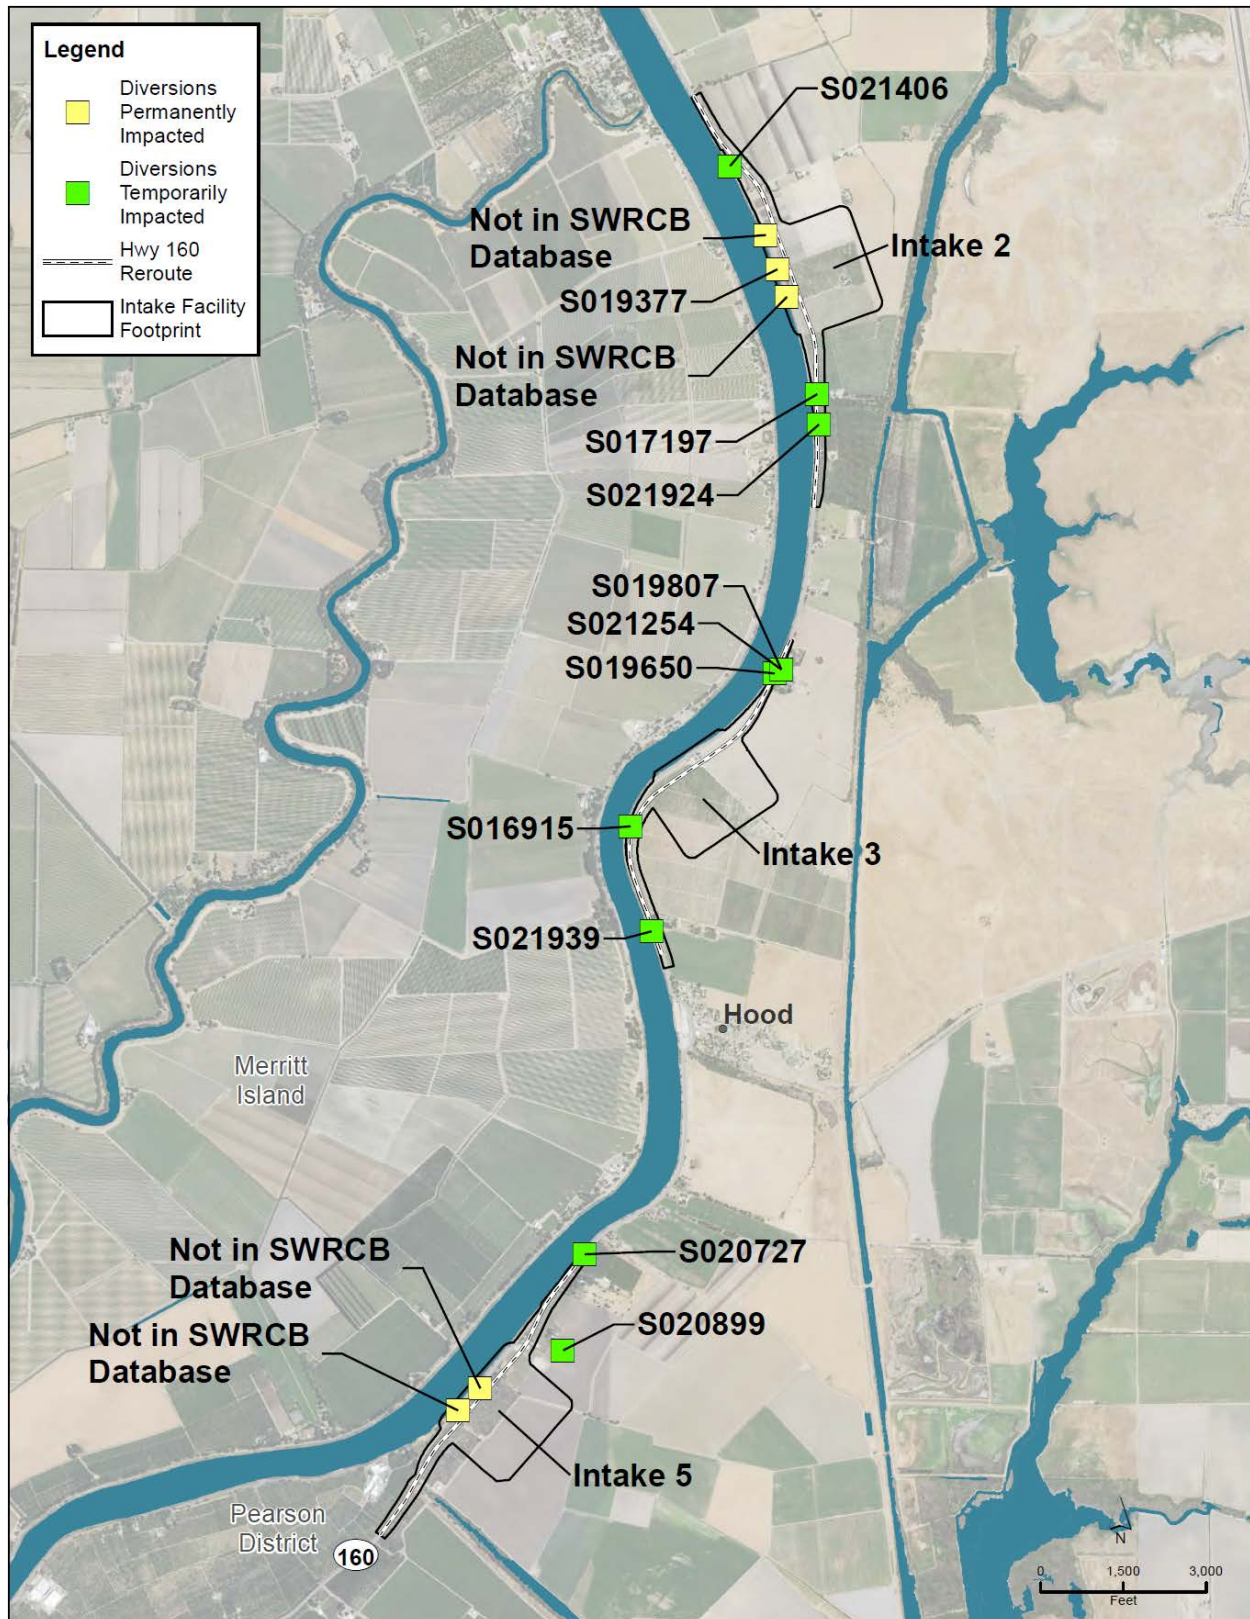 Legend
Diversions
Permanently
Impacted
Diversions
Temporarily
Impacted
Hwy 160
Reroute
Intake Facility
Footprint
S021406
Not in SWRCB
Database
Intake 2
S019377
Not in SWRCB
Database
S017197
S021924
S019807
S021254
S019650
S016915
Intake 3
S021939
Hood
Merritt
Island
Not in SWRCB
Database
S020727
Not in SWRCB
Database
S020899
Intake 5
Pearson
District
160
N
0 1,500 3,000
Feet